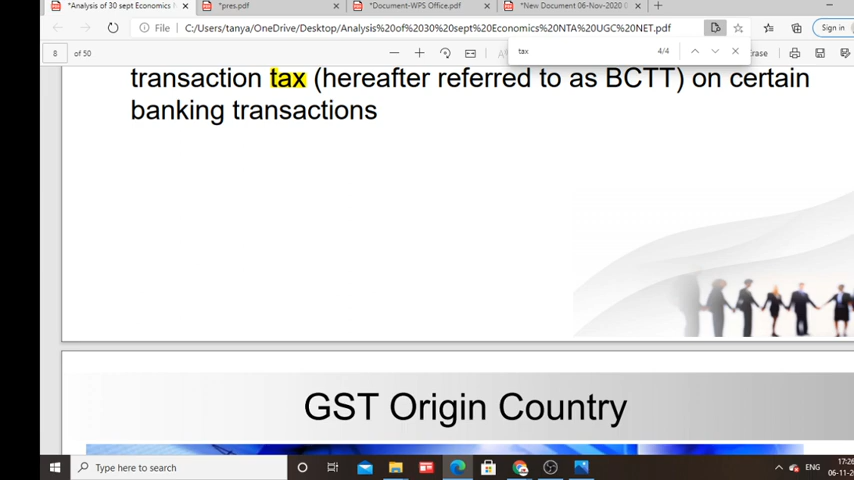 *Analysis of 30 sept Economics N
*pres.pdf
*Document-WPS Office.pdf
*New Document 06-Nov-2020 0
File
C:/Users/tanya/OneDrive/Desktop/Analysis%20of%2030%20sept%20Economics%20NTA%20UGC%20NET.pdf
Sign in
8 of 50
tax
4/4
rase
transaction tax (hereafter referred to as BCTT) on certain
banking transactions
GST Origin Country
Type here to search
ENG
17:26
06-11-20